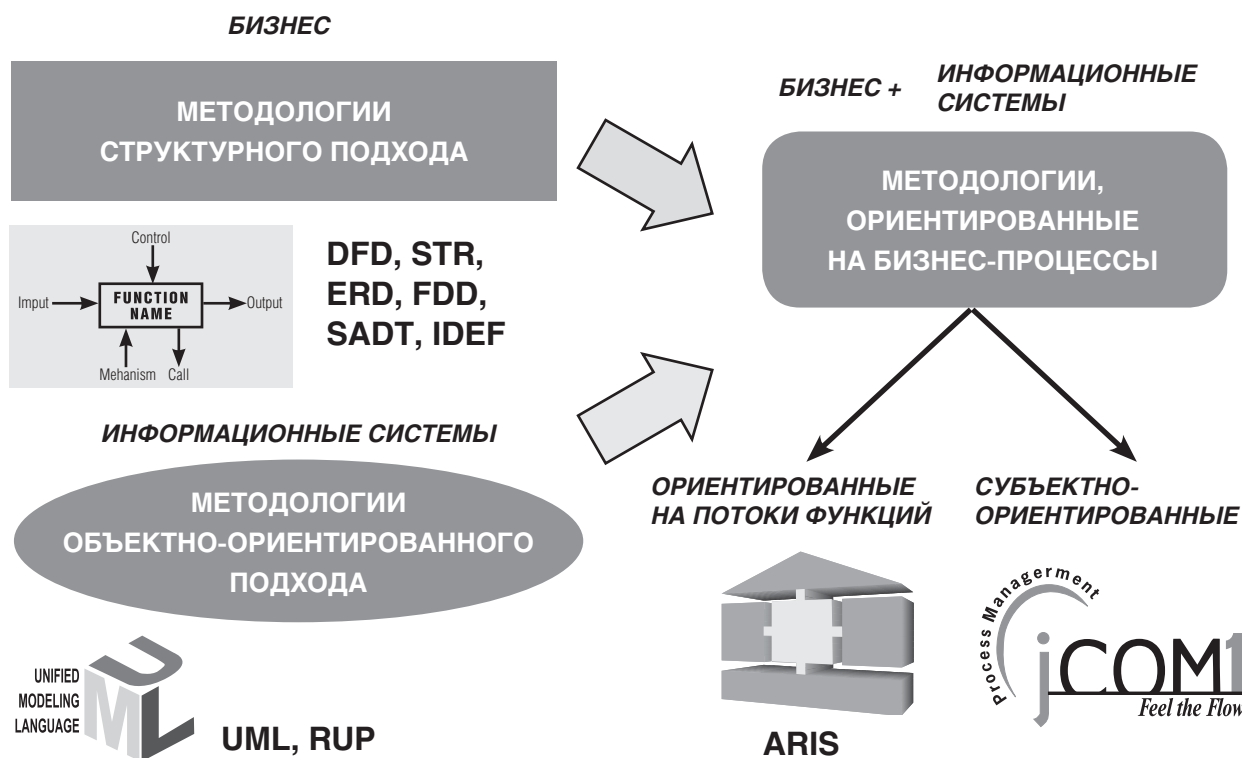 БИЗНЕС
МЕТОДОЛОГИИ
СТРУКТУРНОГО ПОДХОДА
Control
Imput
FUNCTION
NAME
Output
Mehanism Call
DFD, STR,
ERD, FDD,
SADT, IDEF
ИНФОРМАЦИОННЫЕ СИСТЕМЫ
МЕТОДОЛОГИИ
ОБЪЕКТНО-ОРИЕНТИРОВАННОГО
ПОДХОДА
UNIFIED
MODELING
LANGUAGE
UML
UML, RUP
БИЗНЕС +
ИНФОРМАЦИОННЫЕ
СИСТЕМЫ
МЕТОДОЛОГИИ,
ОРИЕНТИРОВАННЫЕ
НА БИЗНЕС-ПРОЦЕССЫ
ОРИЕНТИРОВАННЫЕ
НА ПОТОКИ ФУНКЦИЙ
ARIS
СУБЪЕКТНО-
ОРИЕНТИРОВАННЫЕ
Process Managerment
jCOM1
Feel the Flow